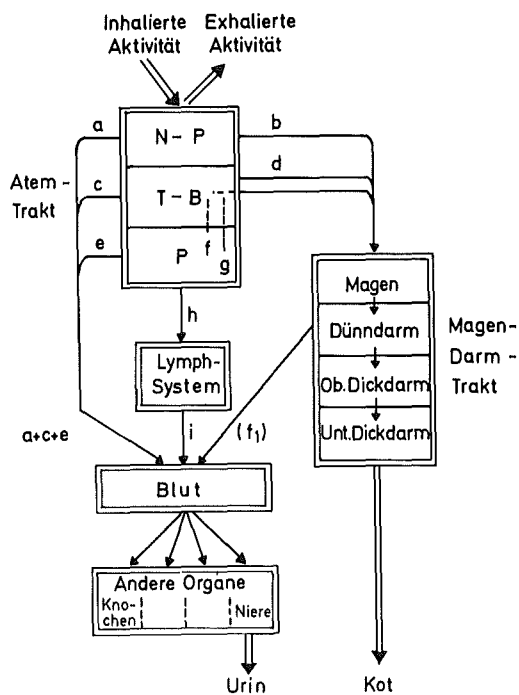 Inhalierte Exhalierte
Aktivität Aktivität
a
N-P
b
c
T-B
d
Atem-
Trakt
e
P
f
g
h
Lymph-
System
i
a+c+e
(f₁)
Magen
Dünndarm
Ob.Dickdarm
Unt.Dickdarm
Magen-
Darm-
Trakt
Blut
Andere Organe
Kno-
chen
Niere
Urin
Kot